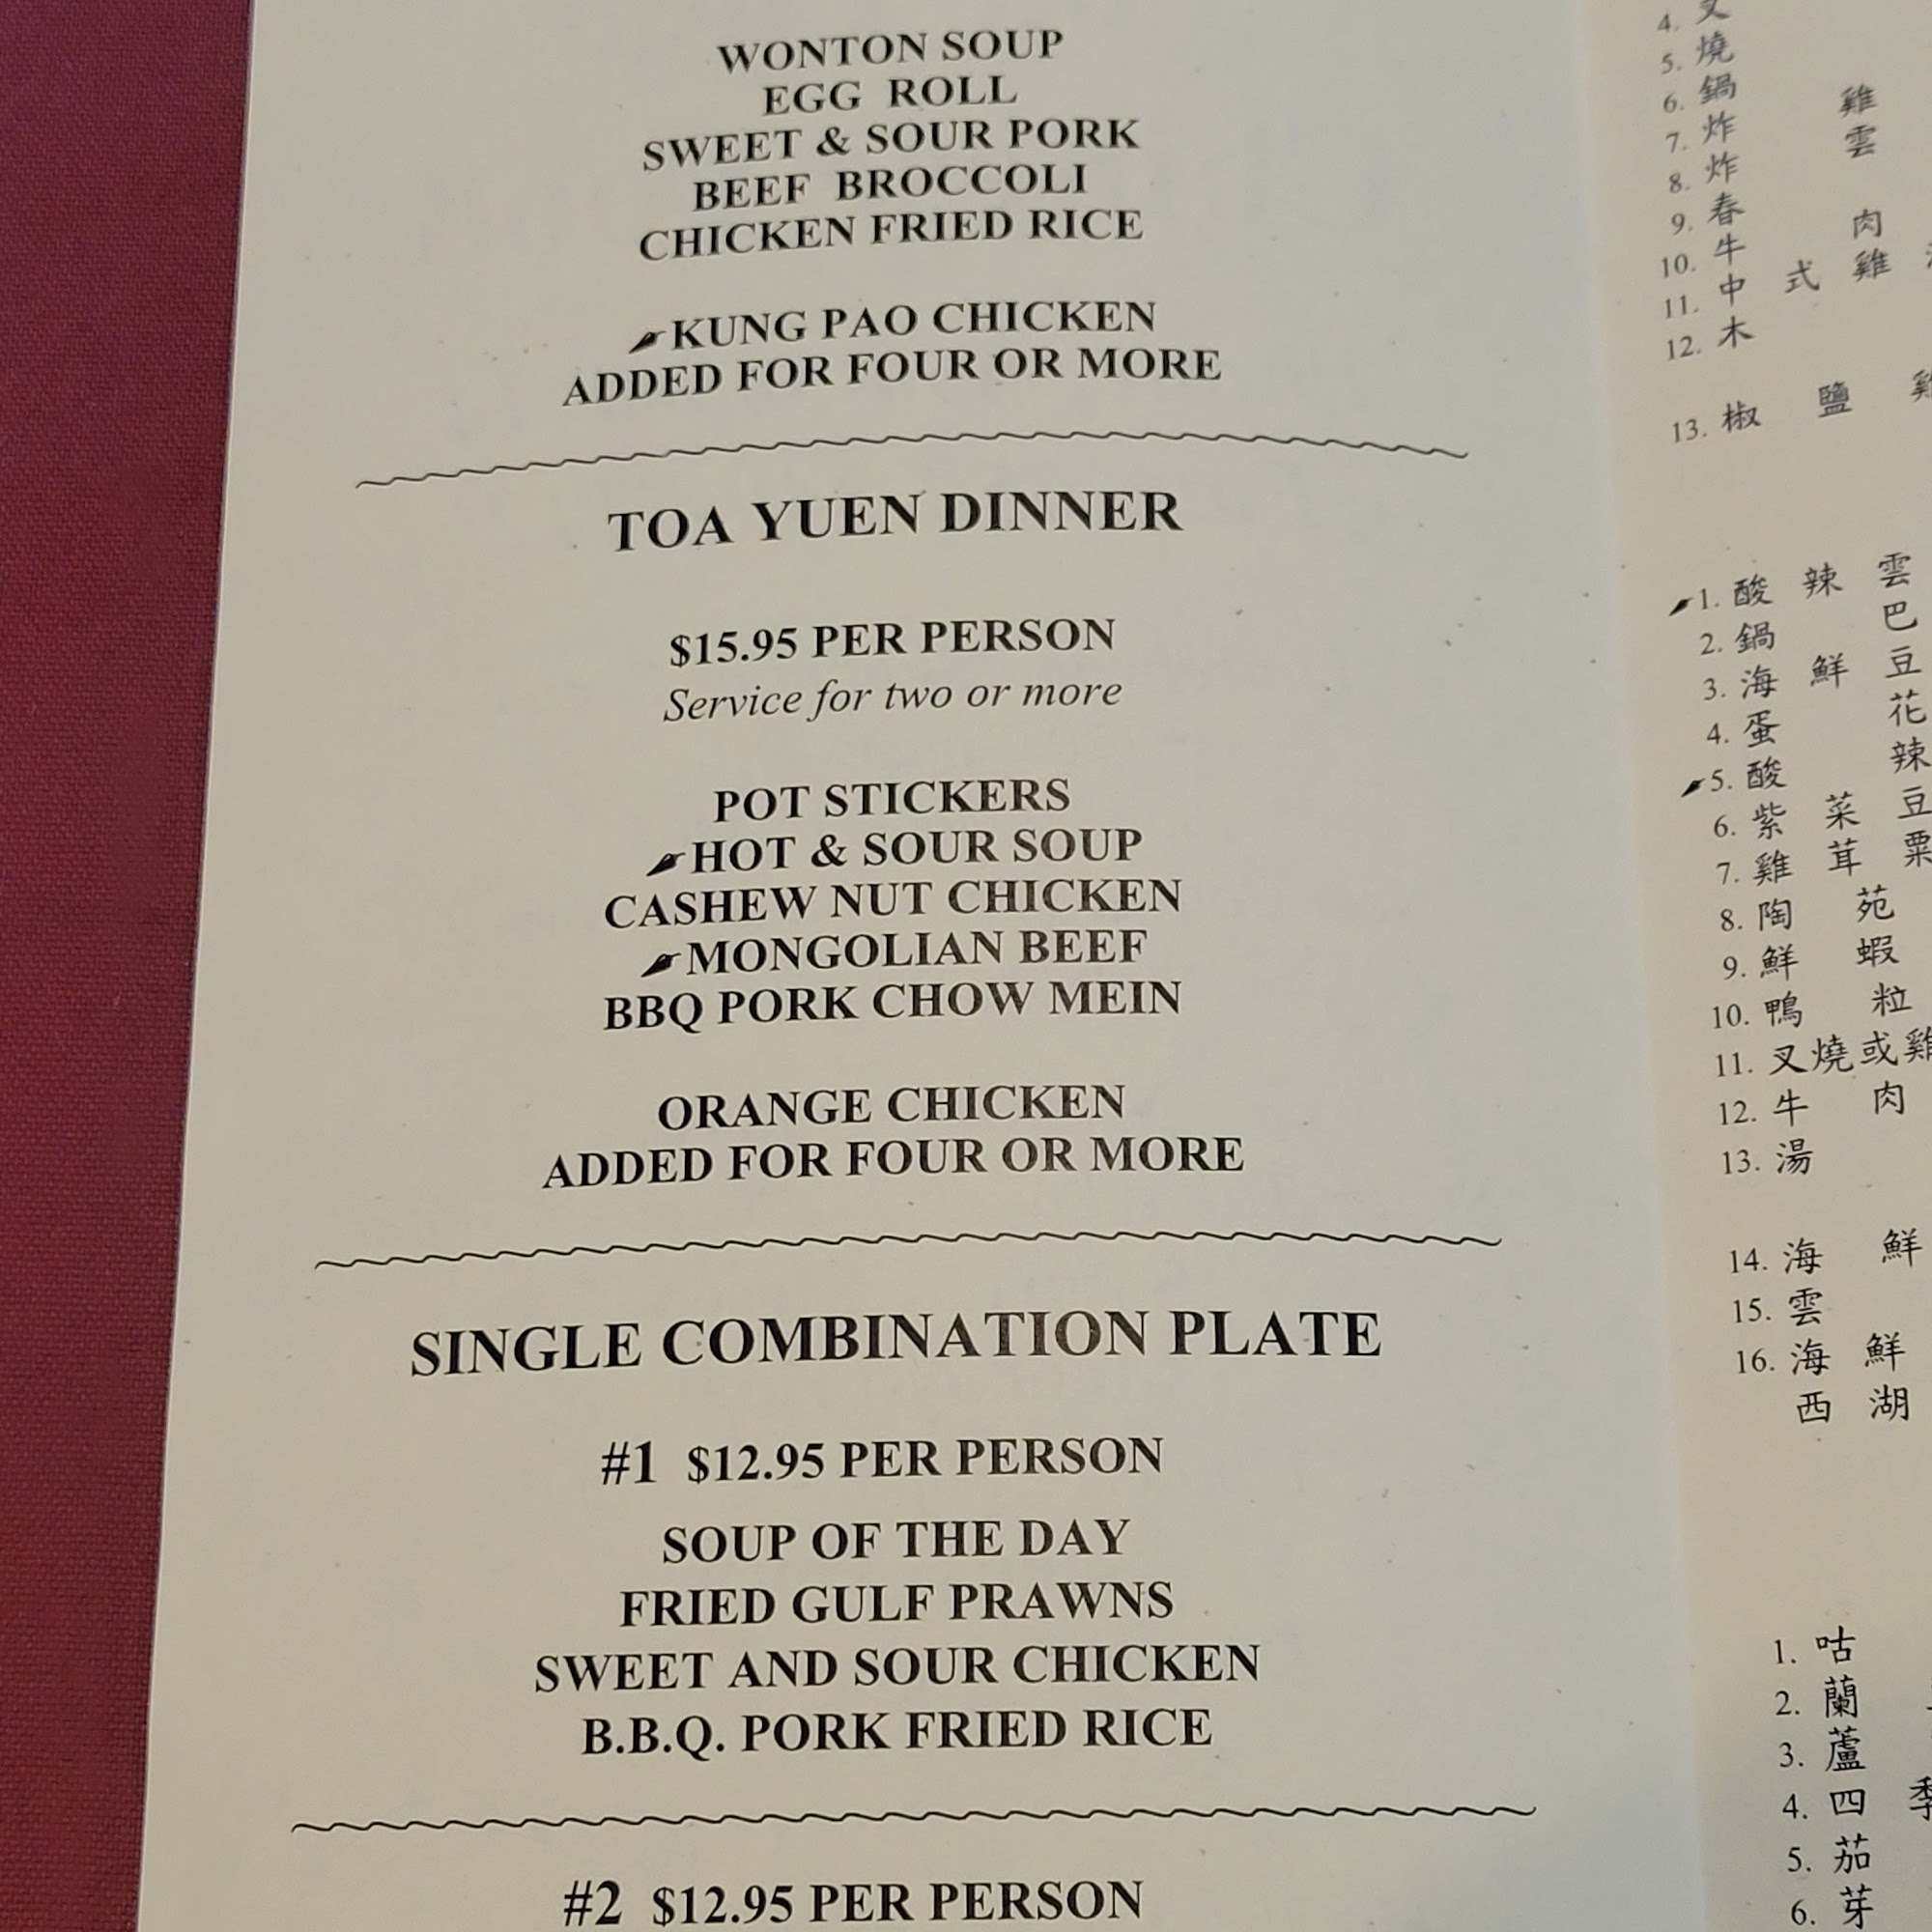 WONTON SOUP
EGG ROLL
SWEET & SOUR PORK
BEEF BROCCOLI
CHICKEN FRIED RICE
KUNG PAO CHICKEN
ADDED FOR FOUR OR MORE
TOA YUEN DINNER
$15.95 PER PERSON
Service for two or more
POT STICKERS
HOT & SOUR SOUP
CASHEW NUT CHICKEN
MONGOLIAN BEEF
BBQ PORK CHOW MEIN
ORANGE CHICKEN
ADDED FOR FOUR OR MORE
SINGLE COMBINATION PLATE
#1 $12.95 PER PERSON
SOUP OF THE DAY
FRIED GULF PRAWNS
SWEET AND SOUR CHICKEN
B.B.Q. PORK FRIED RICE
#2 $12.95 PER PERSON
4. 叉
5. 燒
6. 鍋
7. 炸 雞
8. 炸 雲
9. 春
10. 牛 肉
11. 中 式 雞
12. 木
13. 椒 鹽 雞
1. 酸 辣 雲
2. 鍋 巴
3. 海 鮮 豆
4. 蛋 花
5. 酸 辣
6. 紫 菜 豆
7. 雞 茸 粟
8. 陶 苑
9. 鮮 蝦
10. 鴨 粒
11. 叉燒或雞
12. 牛 肉
13. 湯
14. 海 鮮
15. 雲
16. 海 鮮
西 湖
1. 咕
2. 蘭
3. 蘆
4. 四 季
5. 茄
6. 芽